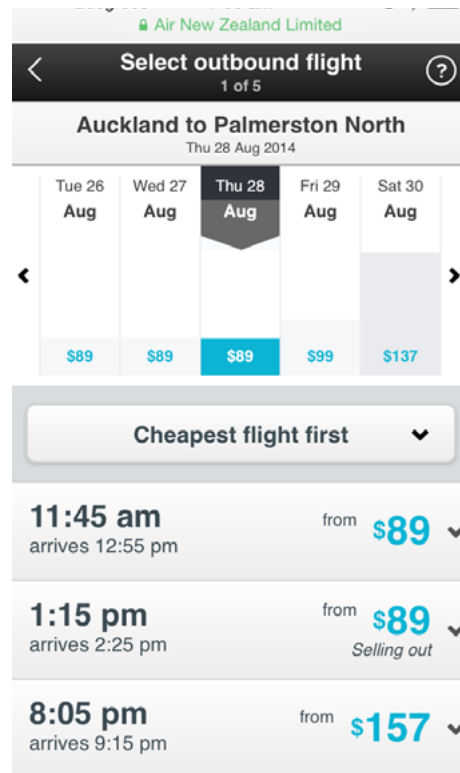 Air New Zealand Limited
Select outbound flight
?
1 of 5
Auckland to Palmerston North
Thu 28 Aug 2014
Tue 26 Wed 27 Thu 28 Fri 29 Sat 30
Aug Aug Aug Aug Aug
$89 $89 $89 $99 $137
Cheapest flight first
11:45 am from $89
arrives 12:55 pm
1:15 pm from $89
arrives 2:25 pm Selling out
8:05 pm from $157
arrives 9:15 pm